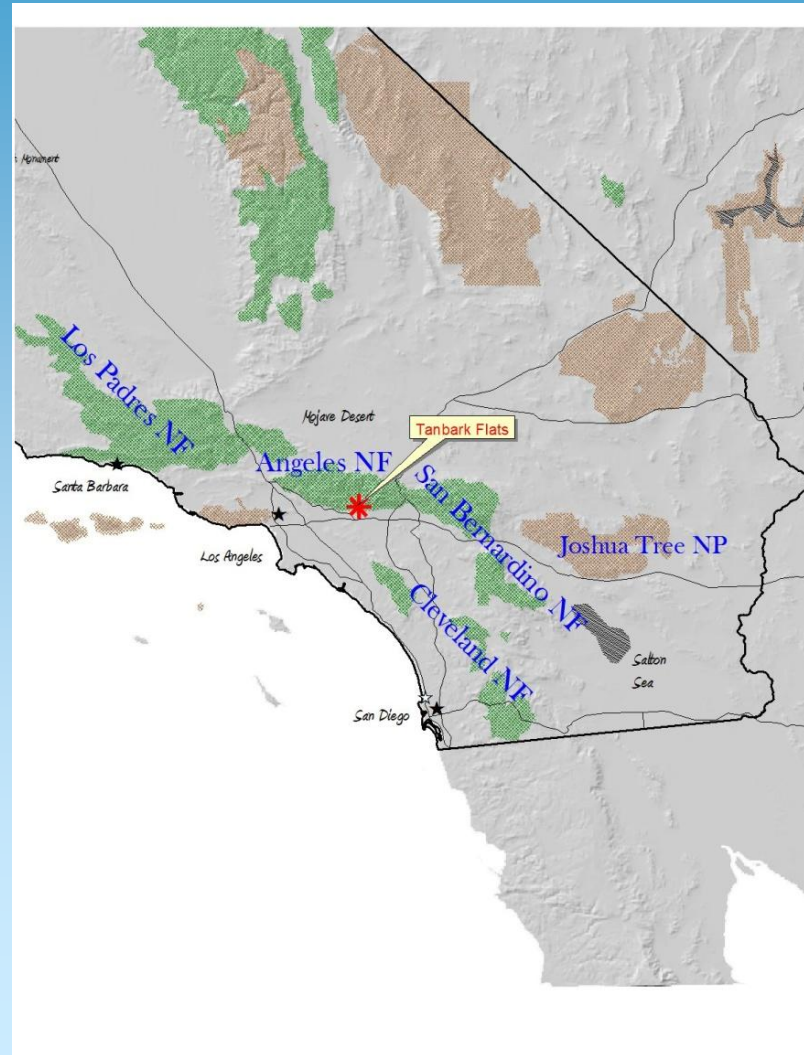 Monument
Los Padres NF
Mojave Desert
Tanbark Flats
Angeles NF
Santa Barbara
San Bernardino NF
Joshua Tree NP
Los Angeles
Cleveland NF
Salton
Sea
San Diego